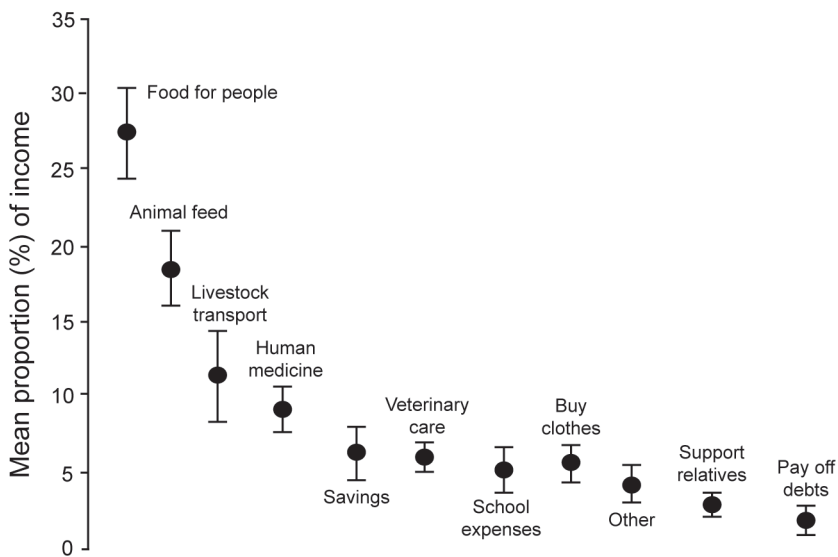 Mean proportion (%) of income
35
30
25
20
15
10
5
0
Food for people
Animal feed
Livestock
transport
Human
medicine
Savings
Veterinary
care
School
expenses
Buy
clothes
Other
Support
relatives
Pay off
debts